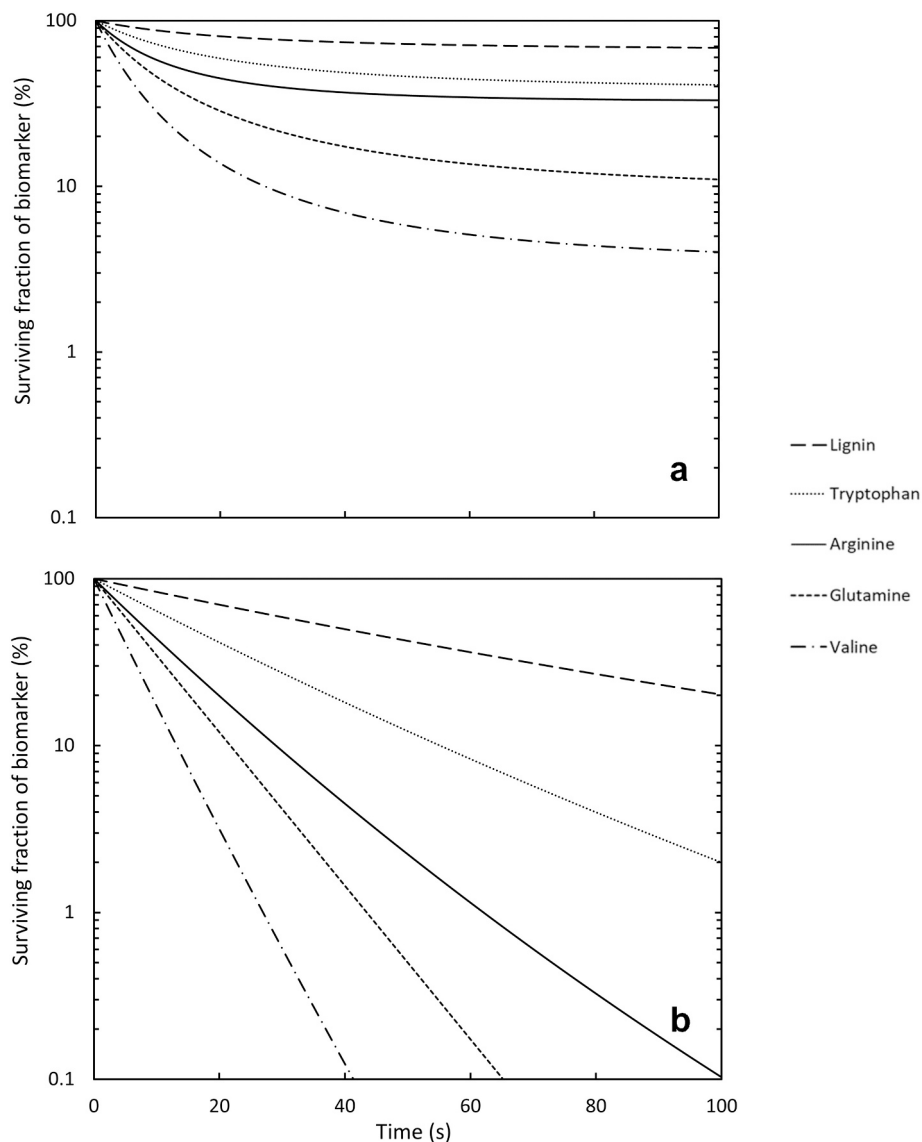 100
10
1
0.1
Surviving fraction of biomarker (%)
a
Lignin
Tryptophan
Arginine
Glutamine
Valine
100
10
1
0.1
Surviving fraction of biomarker (%)
b
0 20 40 60 80 100
Time (s)